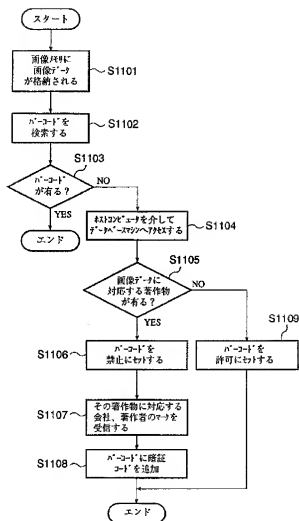 スタート
画像メモリに
画像データ
が格納される
S1101
バーコードを
検索する
S1102
S1103
バーコード
が有る?
NO
YES
エンド
ホストコンピュータを介して
データベースマシンへアクセスする
S1104
S1105
画像データに
対応する著作物
が有る?
NO
YES
S1109
S1106
バーコードを
禁止にセットする
バーコードを
許可にセットする
S1107
その著作物に対応する
会社、著作者のマークを
受信する
S1108
バーコードに暗証
コードを追加
エンド